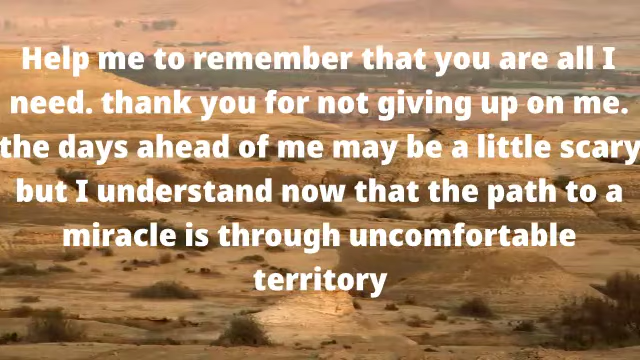 Help me to remember that you are all I
need. thank you for not giving up on me.
the days ahead of me may be a little scary
but I understand now that the path to a
miracle is through uncomfortable
territory